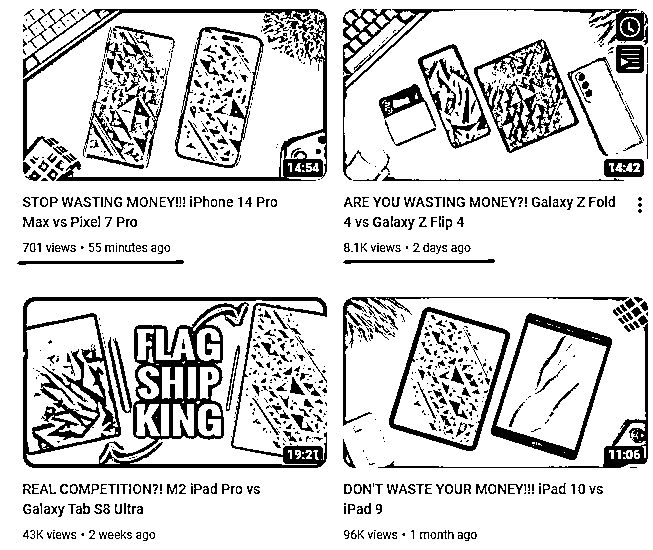 14:54
STOP WASTING MONEY!!! iPhone 14 Pro
Max vs Pixel 7 Pro
701 views • 55 minutes ago
14:42
ARE YOU WASTING MONEY?! Galaxy Z Fold
4 vs Galaxy Z Flip 4
8.1K views • 2 days ago
FLAG
SHIP
KING
19:21
REAL COMPETITION?! M2 iPad Pro vs
Galaxy Tab S8 Ultra
43K views • 2 weeks ago
11:06
DON'T WASTE YOUR MONEY!!! iPad 10 vs
iPad 9
96K views • 1 month ago